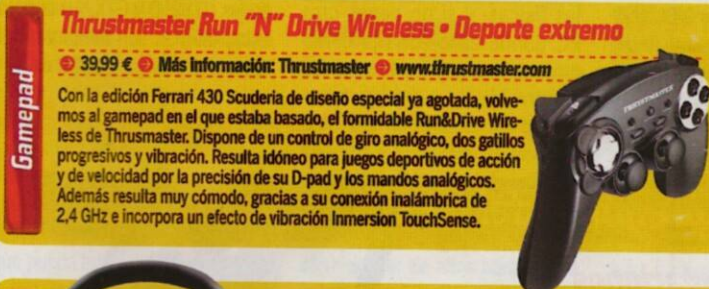 Gamepad
Thrustmaster Run "N" Drive Wireless • Deporte extremo
39,99 € Más información: Thrustmaster www.thrustmaster.com
Con la edición Ferrari 430 Scuderia de diseño especial ya agotada, volve-
mos al gamepad en el que estaba basado, el formidable Run&Drive Wire-
less de Thrusmaster. Dispone de un control de giro analógico, dos gatillos
progresivos y vibración. Resulta idóneo para juegos deportivos de acción
y de velocidad por la precisión de su D-pad y los mandos analógicos.
Además resulta muy cómodo, gracias a su conexión inalámbrica de
2,4 GHz e incorpora un efecto de vibración Inmersion TouchSense.
THRUSTMASTER